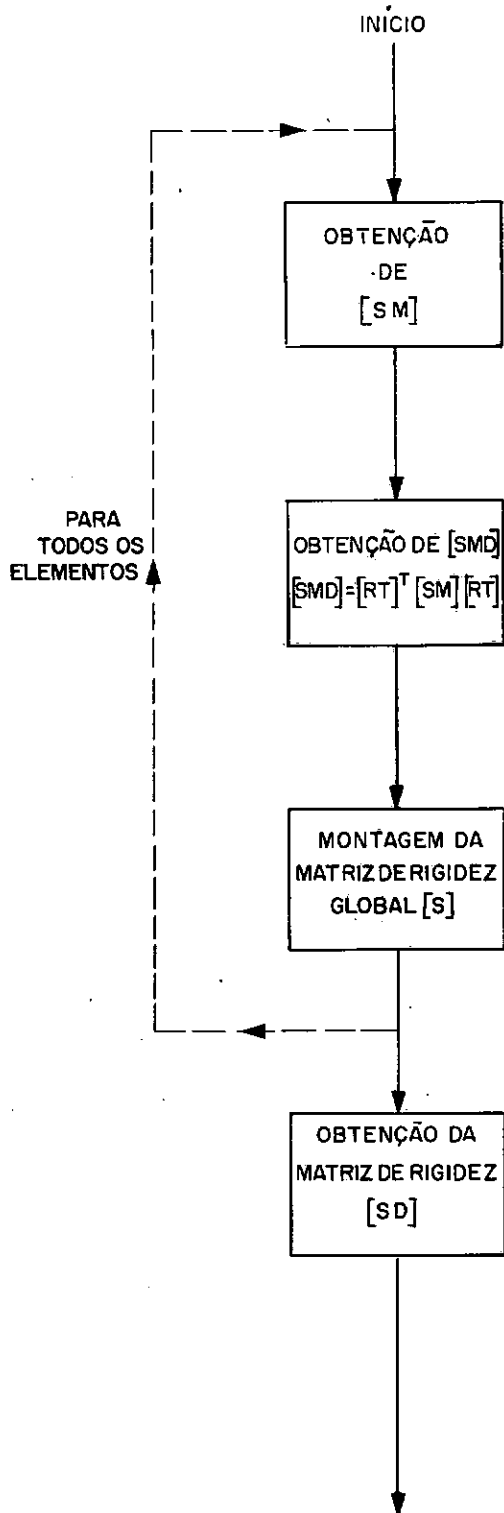 INÍCIO
OBTENÇÃO
DE
[SM]
PARA
TODOS OS
ELEMENTOS
OBTENÇÃO DE [SMD]
[SMD]=[RT]ᵀ [SM] [RT]
MONTAGEM DA
MATRIZ DE RIGIDEZ
GLOBAL [S]
OBTENÇÃO DA
MATRIZ DE RIGIDEZ
[SD]